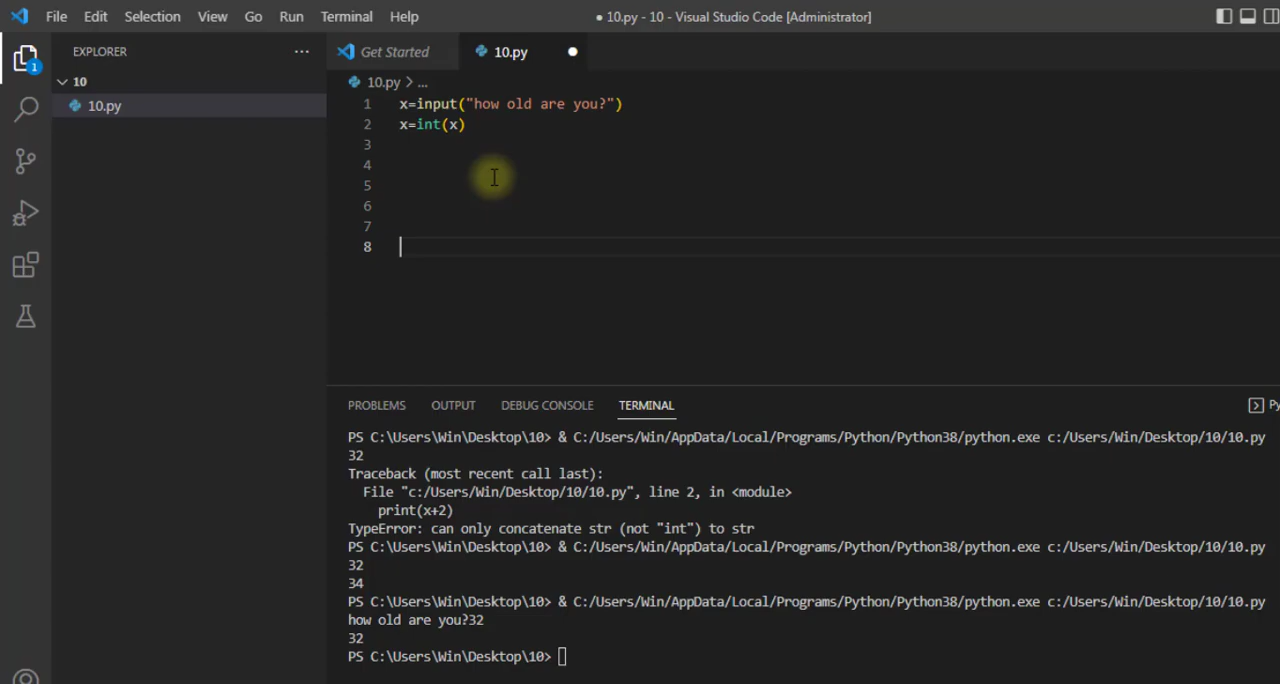 File Edit Selection View Go Run Terminal Help
● 10.py - 10 - Visual Studio Code [Administrator]
EXPLORER ...
1
10
10.py
Get Started
10.py
10.py > ...
1 x=input("how old are you?")
2 x=int(x)
3
4
5
6
7
8
PROBLEMS OUTPUT DEBUG CONSOLE TERMINAL
Py
PS C:\Users\Win\Desktop\10> & C:/Users/Win/AppData/Local/Programs/Python/Python38/python.exe c:/Users/Win/Desktop/10/10.py
32
Traceback (most recent call last):
File "c:/Users/Win/Desktop/10/10.py", line 2, in <module>
print(x+2)
TypeError: can only concatenate str (not "int") to str
PS C:\Users\Win\Desktop\10> & C:/Users/Win/AppData/Local/Programs/Python/Python38/python.exe c:/Users/Win/Desktop/10/10.py
32
34
PS C:\Users\Win\Desktop\10> & C:/Users/Win/AppData/Local/Programs/Python/Python38/python.exe c:/Users/Win/Desktop/10/10.py
how old are you?32
32
PS C:\Users\Win\Desktop\10>